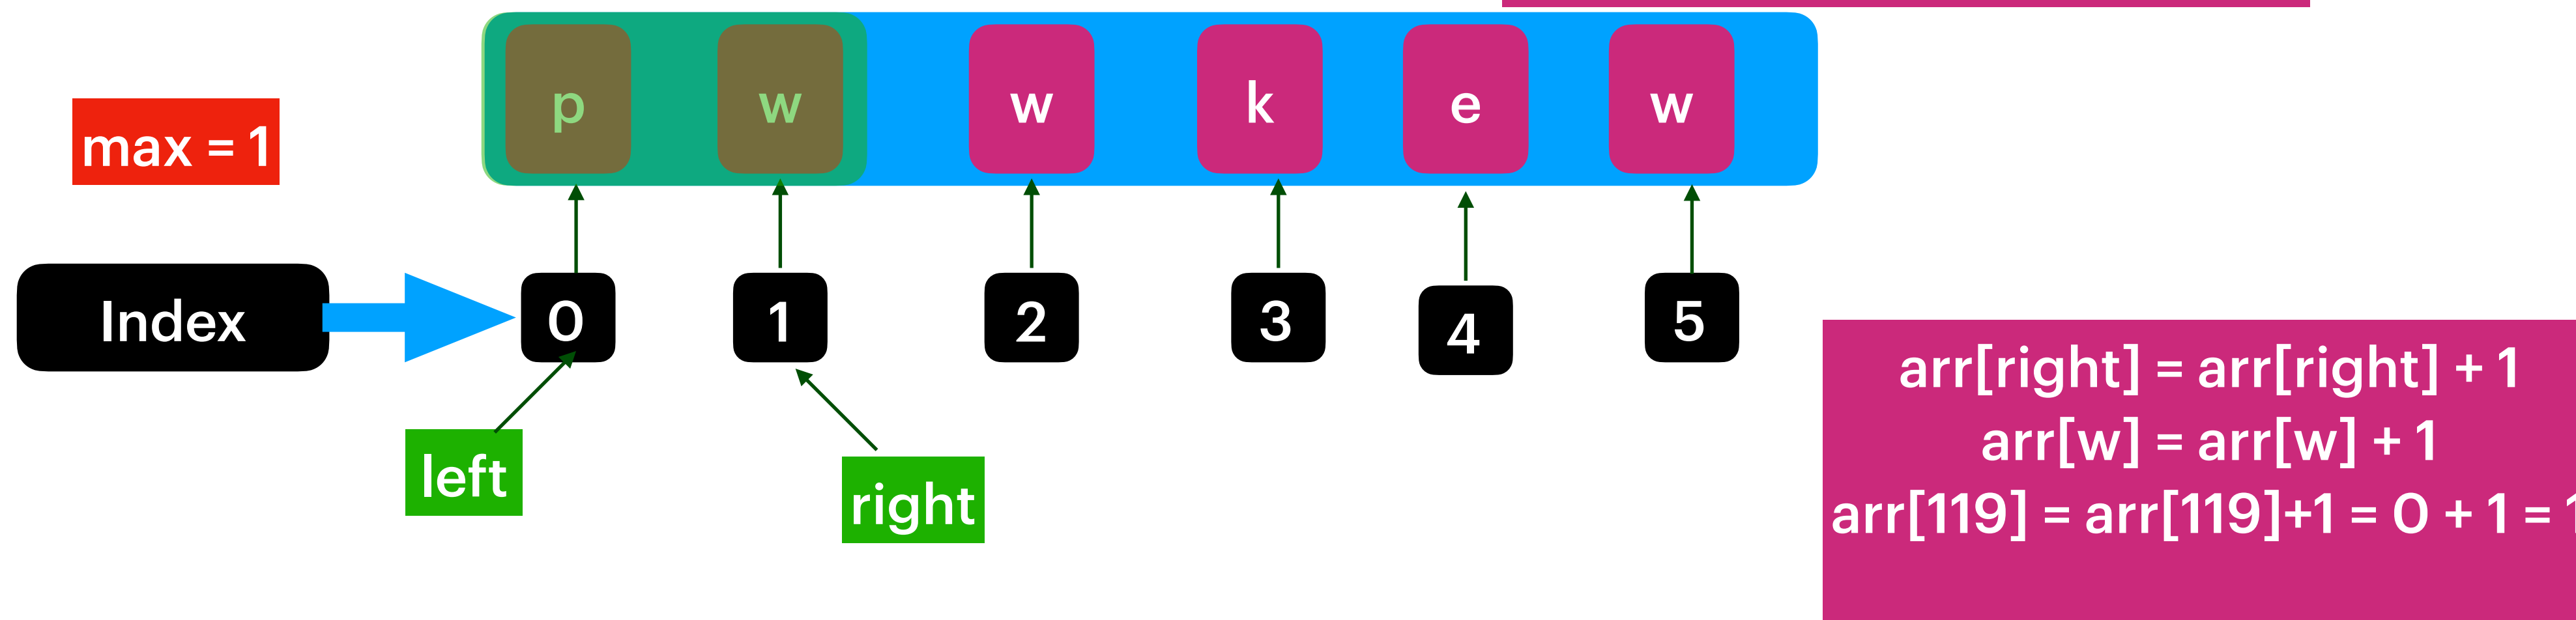 p w w k e w
max = 1
Index 0 1 2 3 4 5
left
right
arr[right] = arr[right] + 1
arr[w] = arr[w] + 1
arr[119] = arr[119]+1 = 0 + 1 = 1